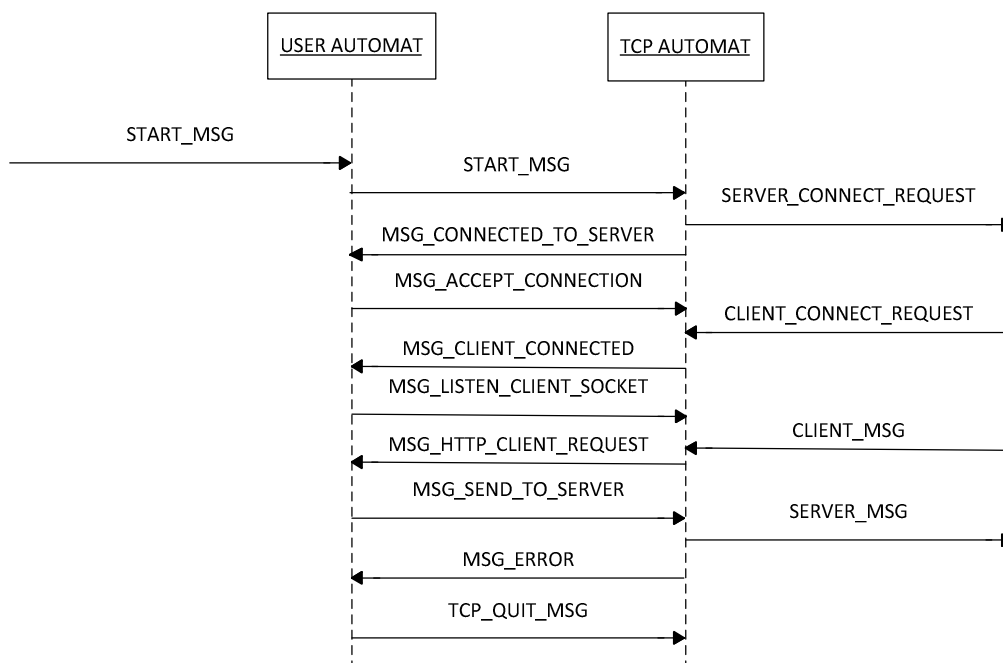 USER AUTOMAT
TCP AUTOMAT
START_MSG
START_MSG
SERVER_CONNECT_REQUEST
MSG_CONNECTED_TO_SERVER
MSG_ACCEPT_CONNECTION
CLIENT_CONNECT_REQUEST
MSG_CLIENT_CONNECTED
MSG_LISTEN_CLIENT_SOCKET
CLIENT_MSG
MSG_HTTP_CLIENT_REQUEST
MSG_SEND_TO_SERVER
SERVER_MSG
MSG_ERROR
TCP_QUIT_MSG